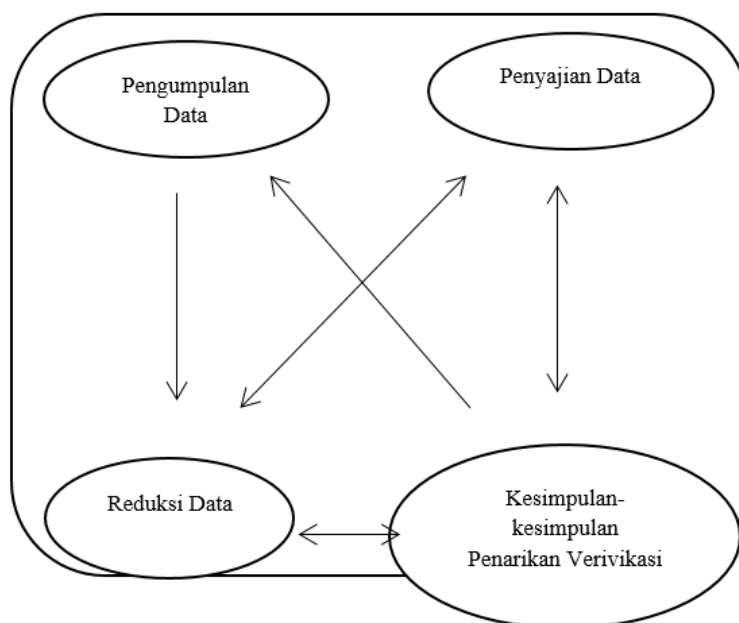 Pengumpulan
Data
Penyajian Data
Reduksi Data
Kesimpulan-
kesimpulan
Penarikan Verivikasi